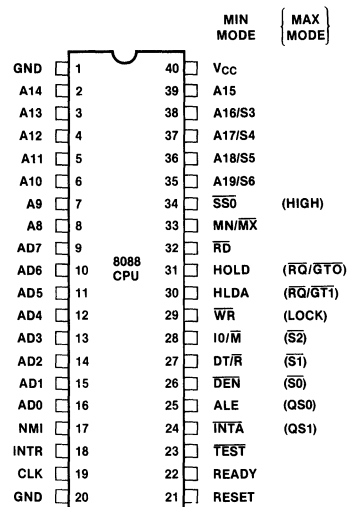 MIN MAX
MODE MODE
GND 1 40 VCC
A14 2 39 A15
A13 3 38 A16/S3
A12 4 37 A17/S4
A11 5 36 A18/S5
A10 6 35 A19/S6
A9 7 34 SS0 (HIGH)
A8 8 33 MN/MX
AD7 9 32 RD
8088
CPU
AD6 10 31 HOLD (RQ/GTO)
AD5 11 30 HLDA (RQ/GT1)
AD4 12 29 WR (LOCK)
AD3 13 28 IO/M (S2)
AD2 14 27 DT/R (S1)
AD1 15 26 DEN (S0)
AD0 16 25 ALE (QS0)
NMI 17 24 INTA (QS1)
INTR 18 23 TEST
CLK 19 22 READY
GND 20 21 RESET